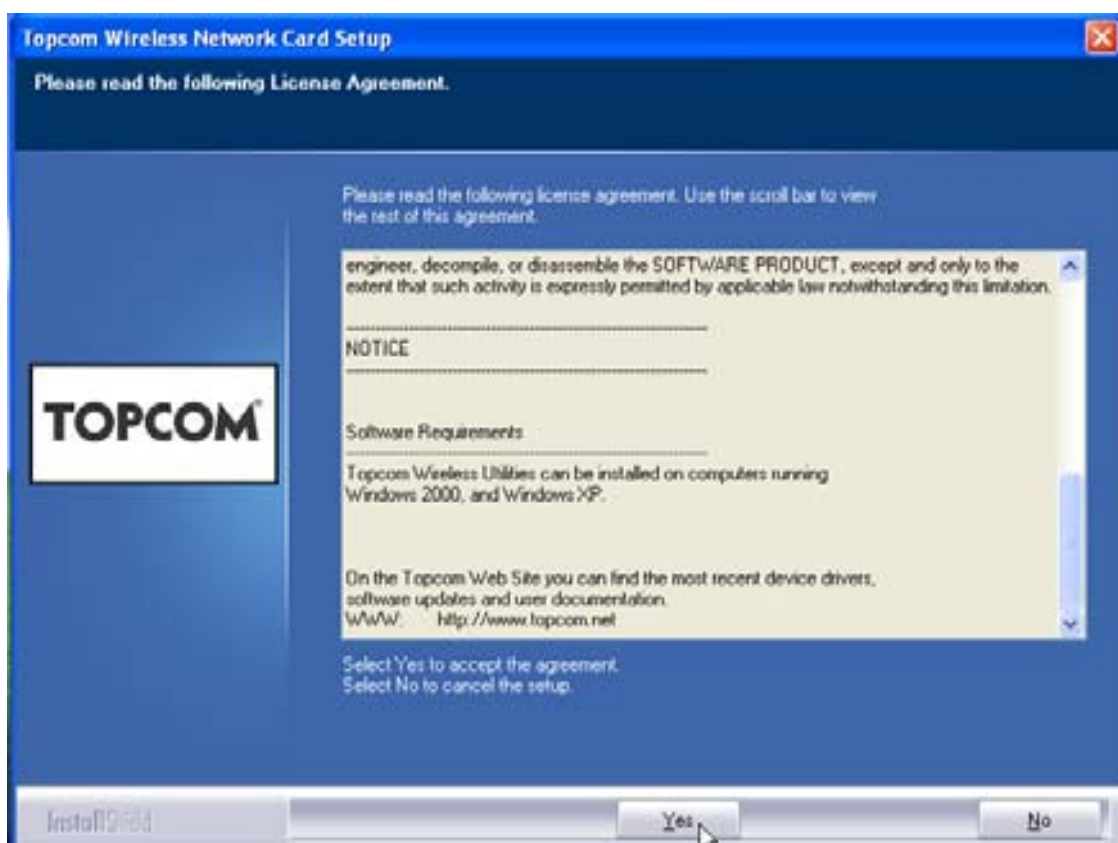 Topcom Wireless Network Card Setup
Please read the following License Agreement.
Please read the following license agreement. Use the scroll bar to view
the rest of this agreement.
engineer, decompile, or disassemble the SOFTWARE PRODUCT, except and only to the
extent that such activity is expressly permitted by applicable law notwithstanding this limitation.
NOTICE
Software Requirements
Topcom Wireless Utilities can be installed on computers running
Windows 2000, and Windows XP.
On the Topcom Web Site you can find the most recent device drivers,
software updates and user documentation.
WWW: http://www.topcom.net
TOPCOM®
Select Yes to accept the agreement.
Select No to cancel the setup.
InstallShield
Yes
No